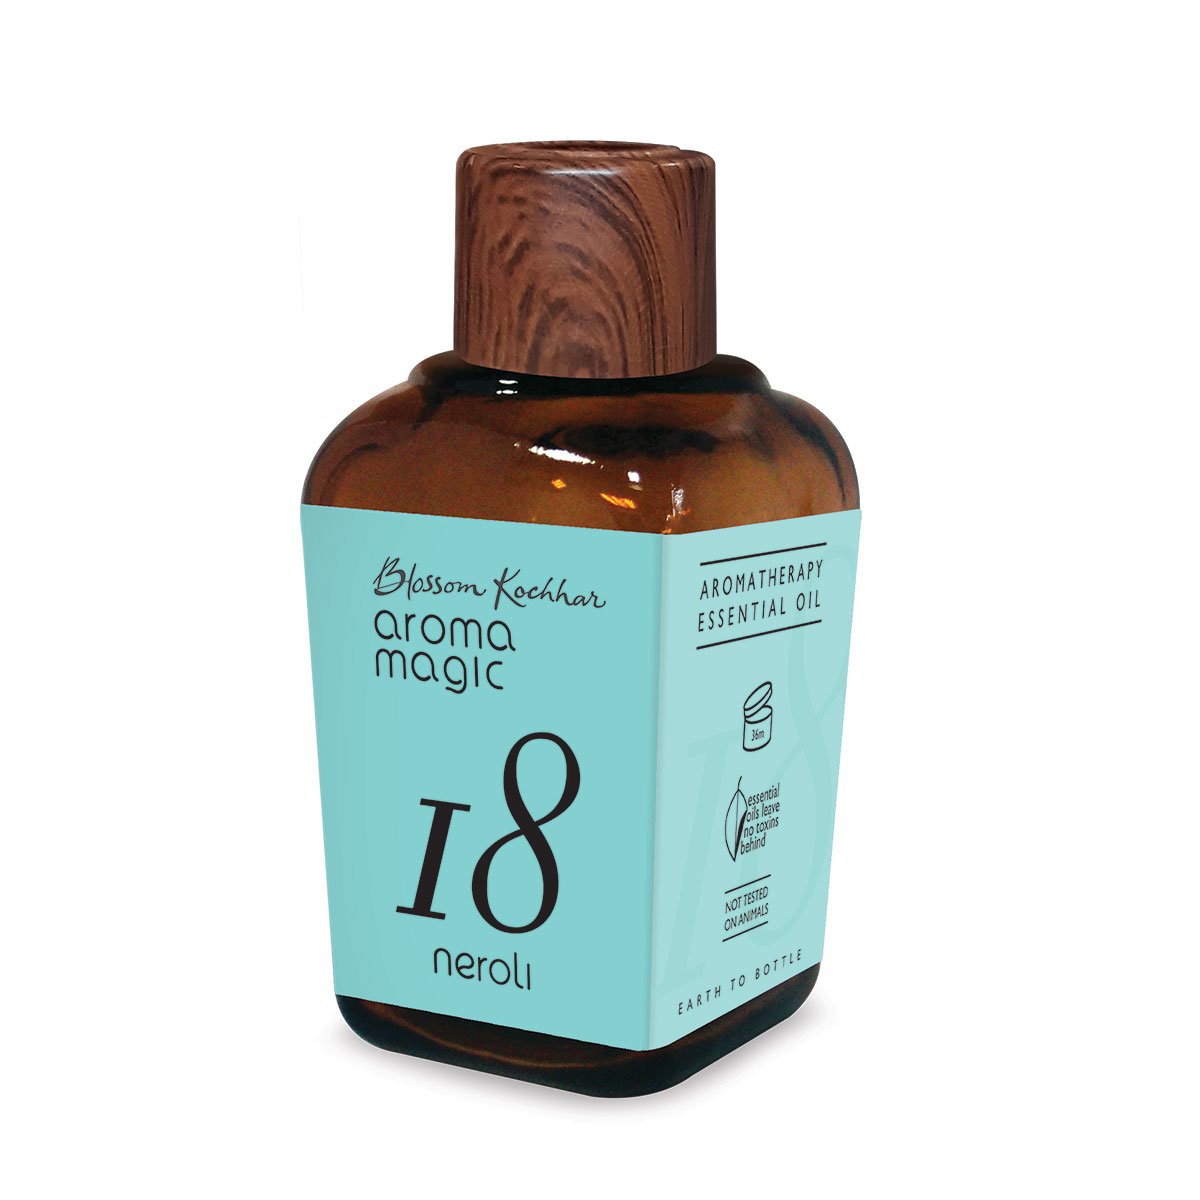 Blossom Kochhar
aroma
magic
18
neroli
AROMATHERAPY
ESSENTIAL OIL
36m
essential
oils leave
no toxins
behind
NOT TESTED
ON ANIMALS
EARTH TO BOTTLE
18